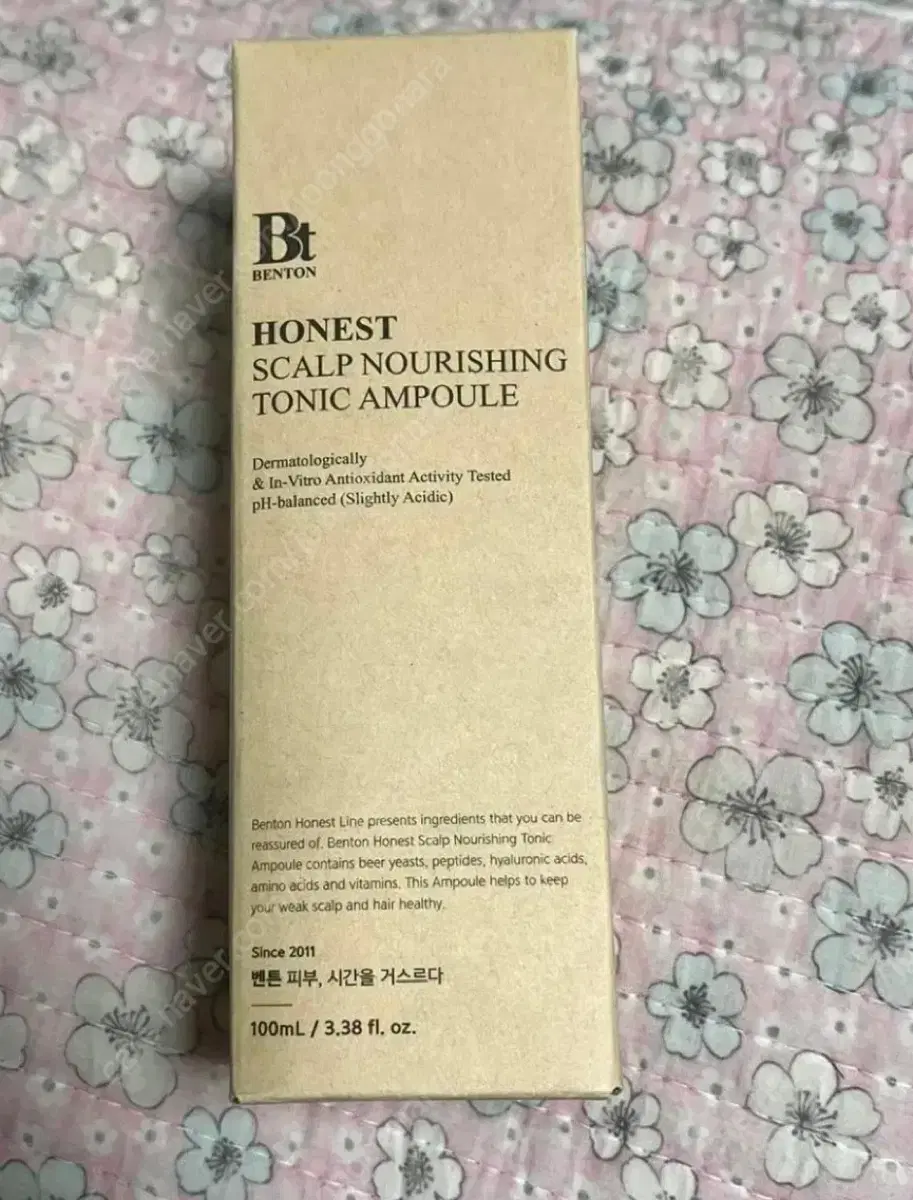 Bt
BENTON
HONEST
SCALP NOURISHING
TONIC AMPOULE
Dermatologically
& In-Vitro Antioxidant Activity Tested
pH-balanced (Slightly Acidic)
Benton Honest Line presents ingredients that you can be
reassured of. Benton Honest Scalp Nourishing Tonic
Ampoule contains beer yeasts, peptides, hyaluronic acids,
amino acids and vitamins. This Ampoule helps to keep
your weak scalp and hair healthy.
Since 2011
벤튼 피부, 시간을 거스르다
100mL / 3.38 fl. oz.